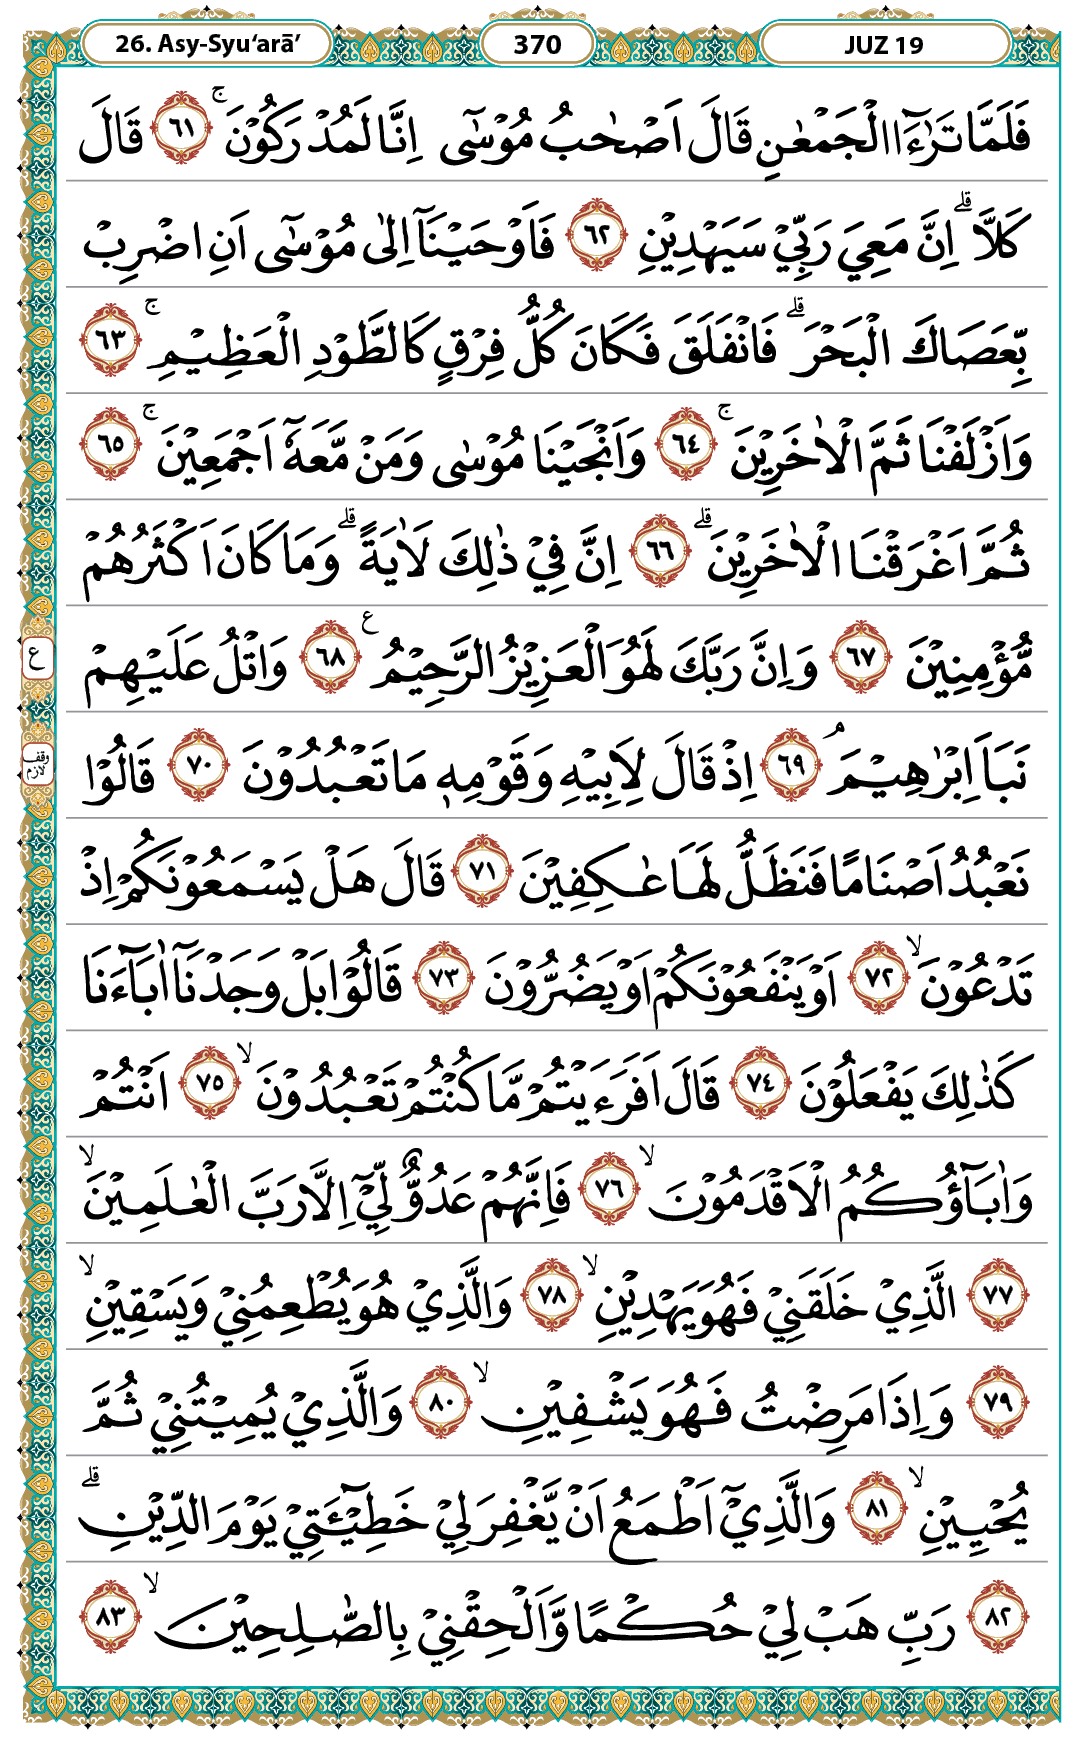 26. Asy-Syu‘arā’
370
JUZ 19
فَلَمَّا تَرَاۤءَا الْجَمْعٰنِ قَالَ اَصْحٰبُ مُوْسٰٓى اِنَّا لَمُدْرَكُوْنَ ۚ ٦١ قَالَ
كَلَّا ۗاِنَّ مَعِيَ رَبِّيْ سَيَهْدِيْنِ ٦٢ فَاَوْحَيْنَآ اِلٰى مُوْسٰٓى اَنِ اضْرِبْ
بِّعَصَاكَ الْبَحْرَ ۗفَانْفَلَقَ فَكَانَ كُلُّ فِرْقٍ كَالطَّوْدِ الْعَظِيْمِ ۚ ٦٣
وَاَزْلَفْنَا ثَمَّ الْاٰخَرِيْنَ ۚ ٦٤ وَاَنْجَيْنَا مُوْسٰى وَمَنْ مَّعَهٗٓ اَجْمَعِيْنَ ۚ ٦٥
ثُمَّ اَغْرَقْنَا الْاٰخَرِيْنَ ۗ ٦٦ اِنَّ فِيْ ذٰلِكَ لَاٰيَةً ۗوَمَا كَانَ اَكْثَرُهُمْ
مُّؤْمِنِيْنَ ٦٧ وَاِنَّ رَبَّكَ لَهُوَ الْعَزِيْزُ الرَّحِيْمُ ࣖ ٦٨ وَاتْلُ عَلَيْهِمْ
ع
نَبَاَ اِبْرٰهِيْمَ ۘ ٦٩ اِذْ قَالَ لِاَبِيْهِ وَقَوْمِهٖ مَا تَعْبُدُوْنَ ٧٠ قَالُوْا
وقف لازم
نَعْبُدُ اَصْنَامًا فَنَظَلُّ لَهَا عٰكِفِيْنَ ٧١ قَالَ هَلْ يَسْمَعُوْنَكُمْ اِذْ
تَدْعُوْنَ ۙ ٧٢ اَوْ يَنْفَعُوْنَكُمْ اَوْ يَضُرُّوْنَ ٧٣ قَالُوْا بَلْ وَجَدْنَآ اٰبَاۤءَنَا
كَذٰلِكَ يَفْعَلُوْنَ ٧٤ قَالَ اَفَرَءَيْتُمْ مَّا كُنْتُمْ تَعْبُدُوْنَ ۙ ٧٥ اَنْتُمْ
وَاٰبَاۤؤُكُمُ الْاَقْدَمُوْنَ ۙ ٧٦ فَاِنَّهُمْ عَدُوٌّ لِّيْٓ اِلَّا رَبَّ الْعٰلَمِيْنَ ۙ
٧٧ الَّذِيْ خَلَقَنِيْ فَهُوَ يَهْدِيْنِ ۙ ٧٨ وَالَّذِيْ هُوَ يُطْعِمُنِيْ وَيَسْقِيْنِ ۙ
٧٩ وَاِذَا مَرِضْتُ فَهُوَ يَشْفِيْنِ ۙ ٨٠ وَالَّذِيْ يُمِيْتُنِيْ ثُمَّ
يُحْيِيْنِ ۙ ٨١ وَالَّذِيْٓ اَطْمَعُ اَنْ يَّغْفِرَ لِيْ خَطِيْۤـَٔتِيْ يَوْمَ الدِّيْنِ ۗ
٨٢ رَبِّ هَبْ لِيْ حُكْمًا وَّاَلْحِقْنِيْ بِالصّٰلِحِيْنَ ۙ ٨٣